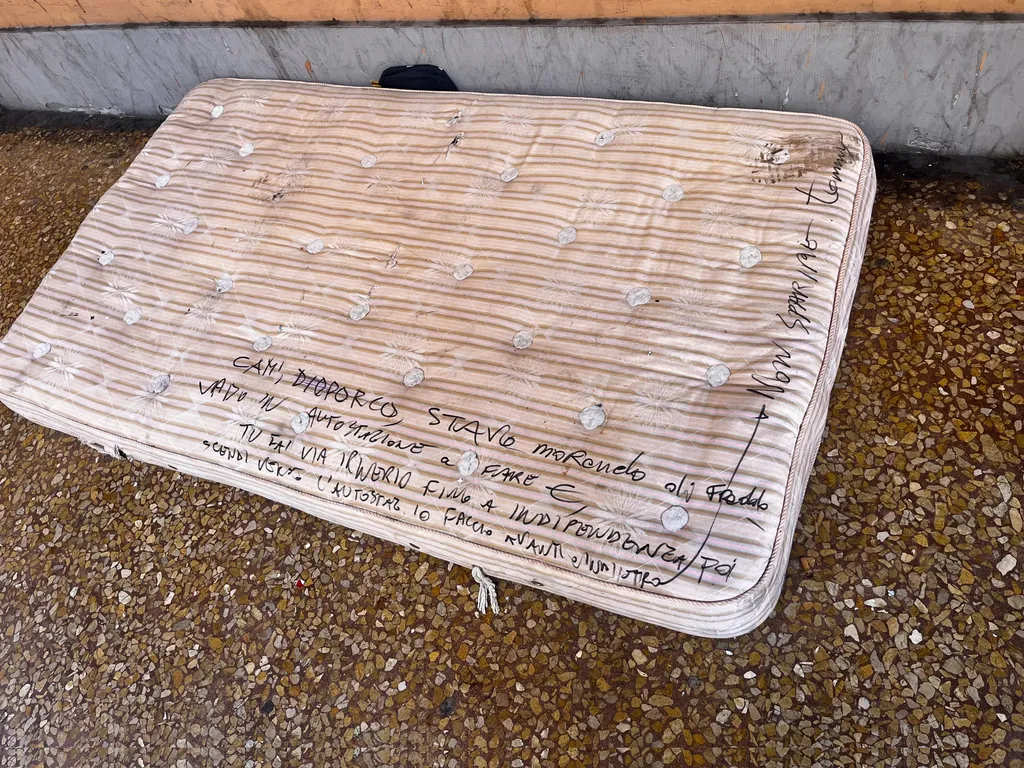 CAMI, DIOPORCO, STAVO moRendo di FReddo,
VADO IN AUTOSTAZIONE a FARE €,
TU FAI VIA IRNERIO FINO A INDIPENDENZA, POI
SCENDI VERSO L'AUTOSTAZ. IO FACCIO AVANTI e INDIETRO
NON SPARIRE